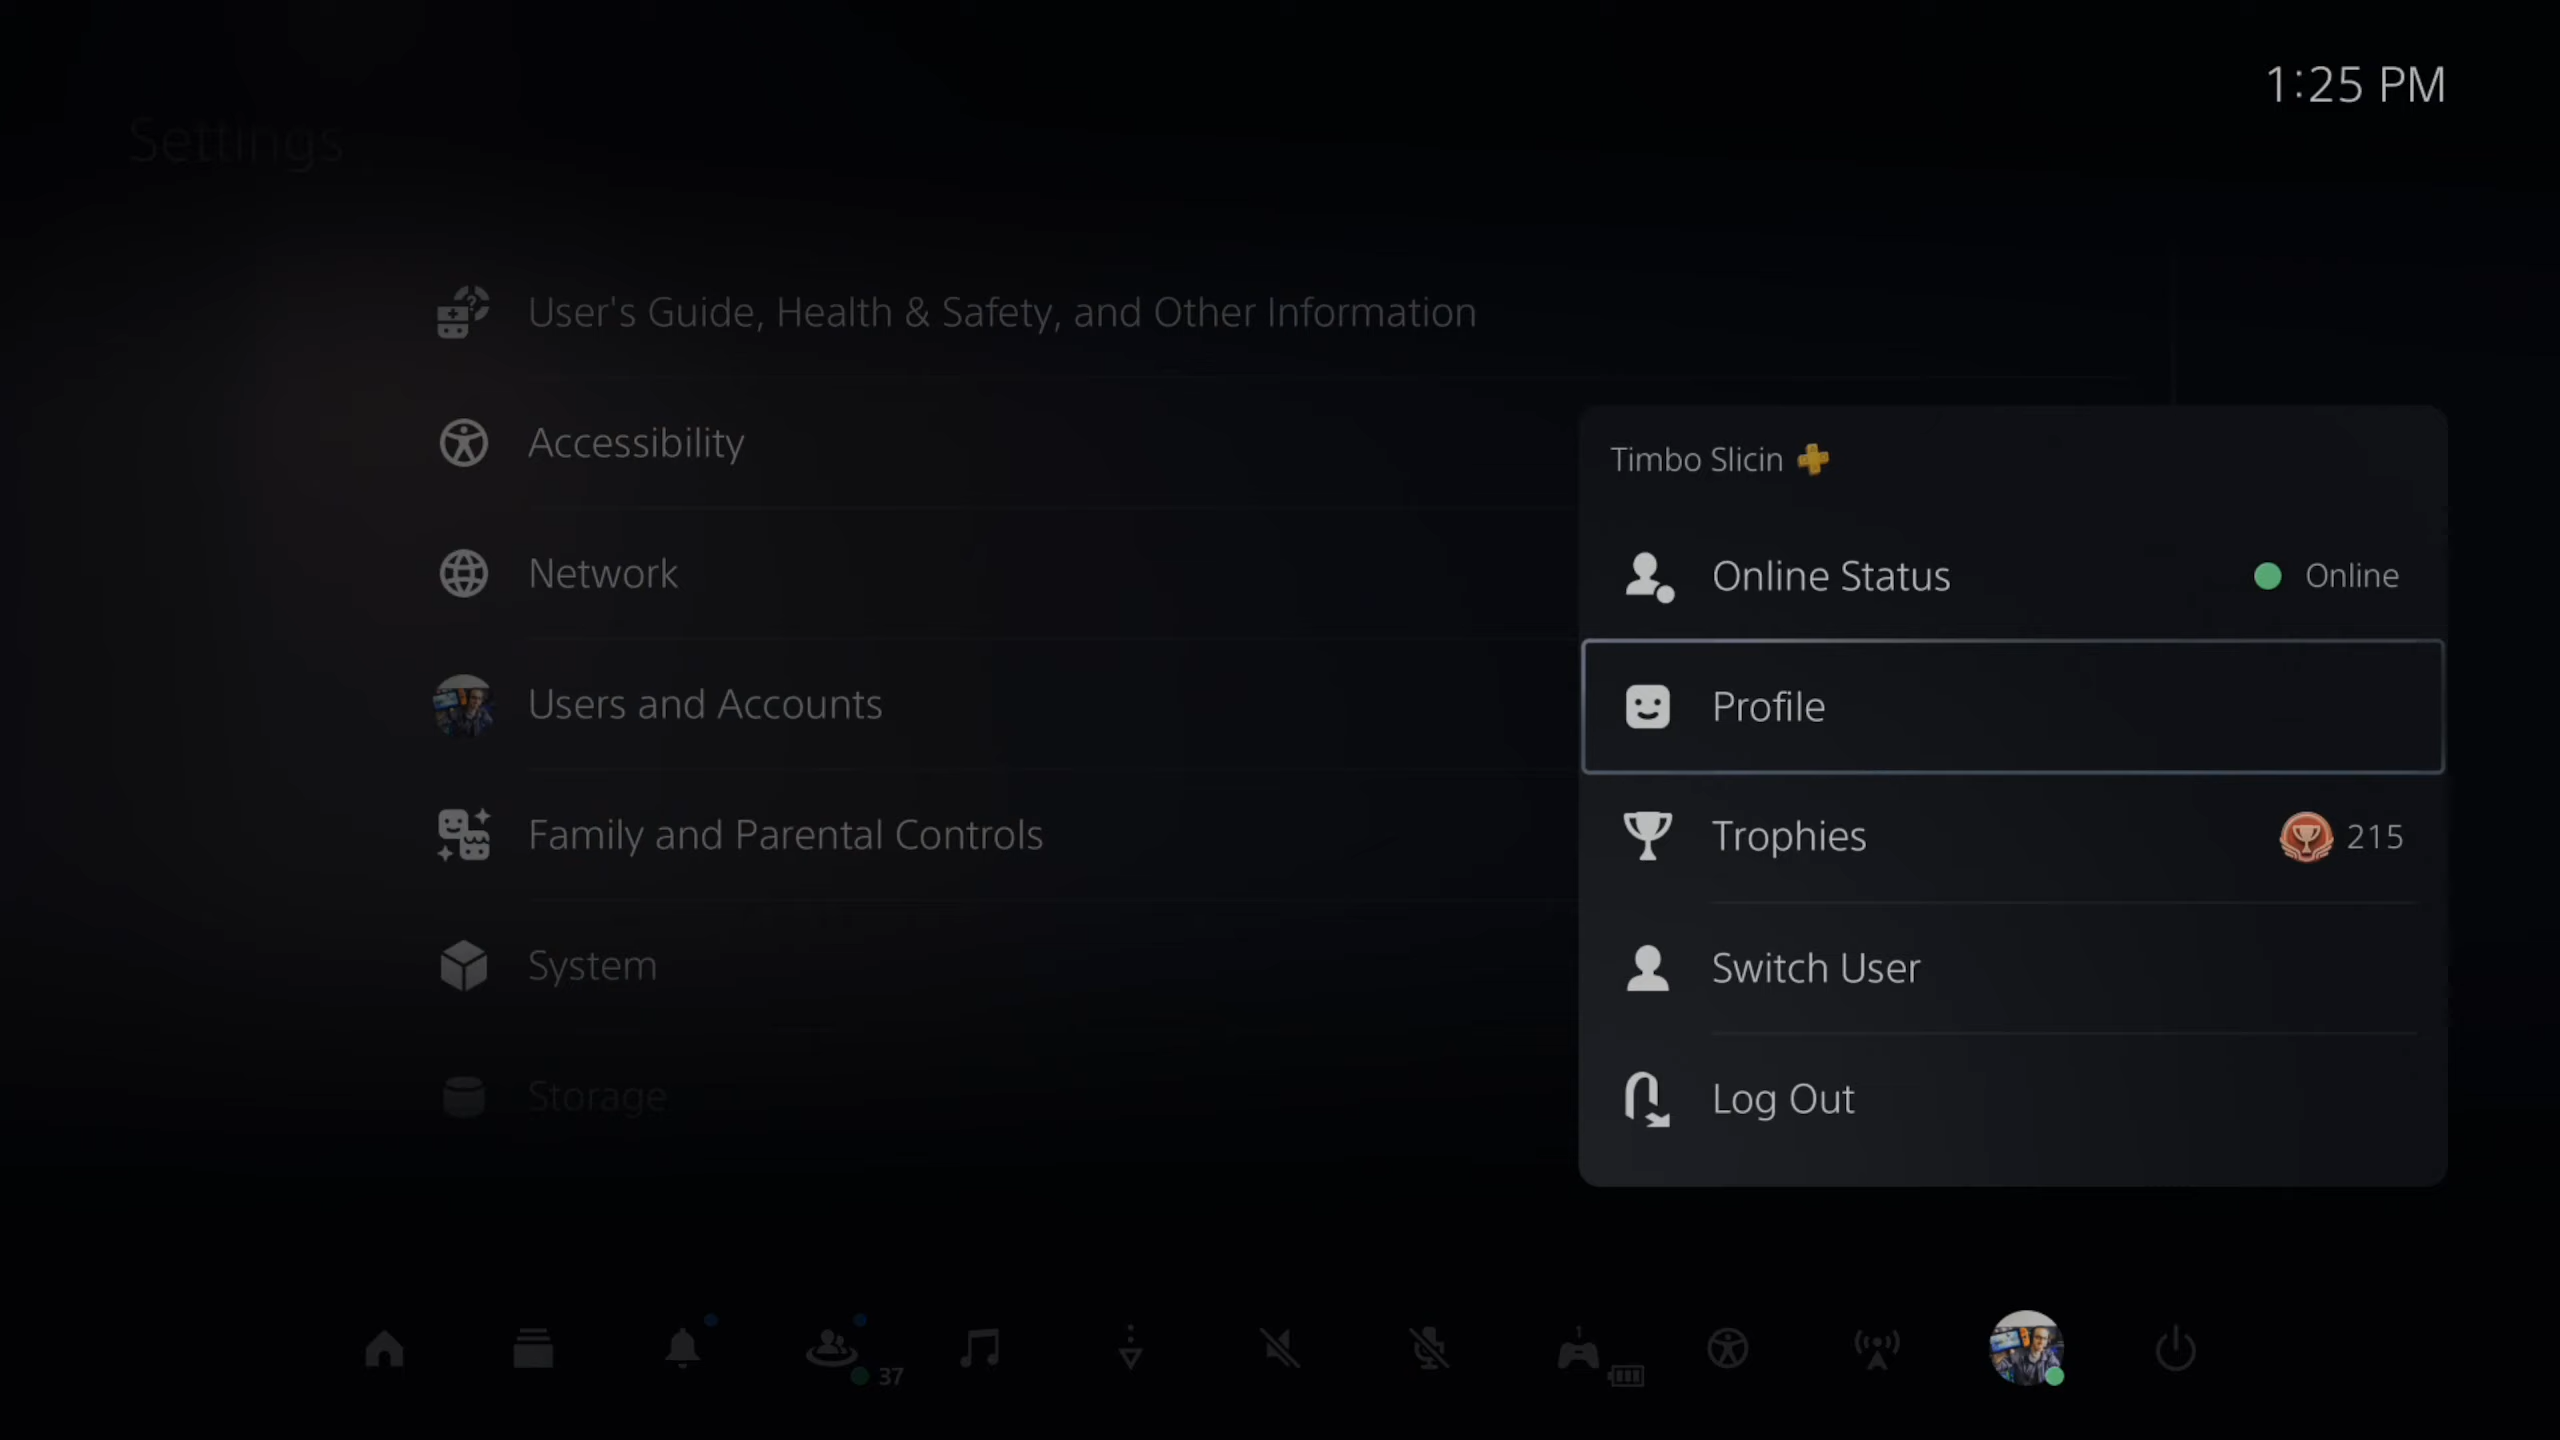 1:25 PM
Settings
User's Guide, Health & Safety, and Other Information
Accessibility
Network
Users and Accounts
Family and Parental Controls
System
Storage
Timbo Slicin
Online Status
Online
Profile
Trophies
215
Switch User
Log Out
37
1